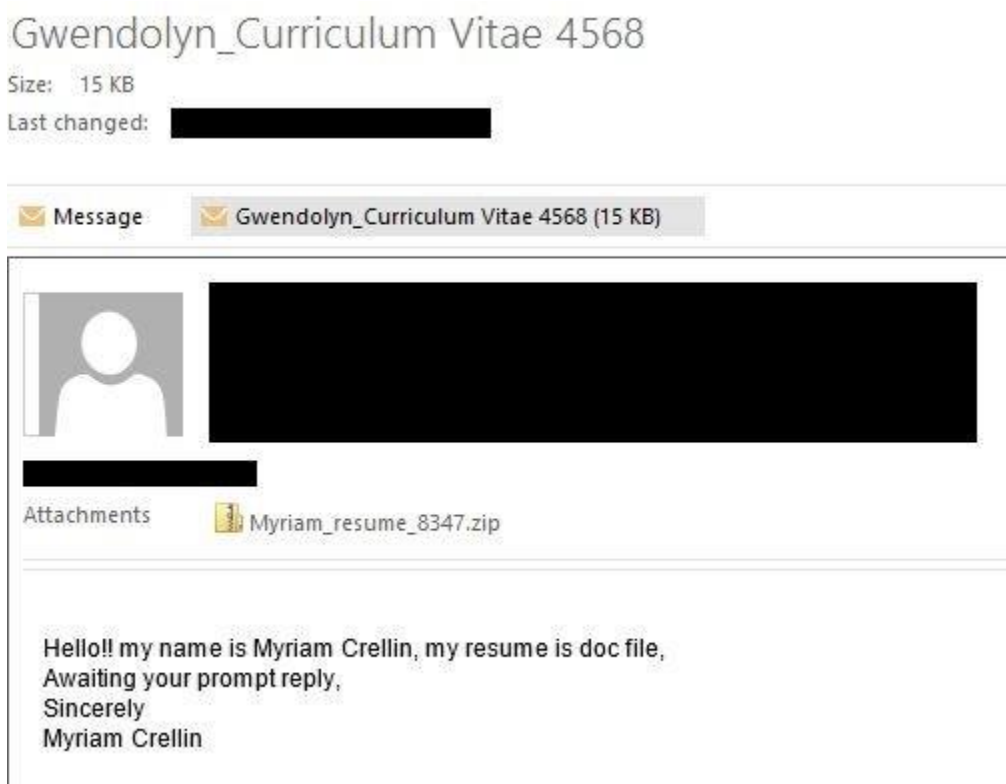 Gwendolyn_Curriculum Vitae 4568
Size: 15 KB
Last changed:
Message Gwendolyn_Curriculum Vitae 4568 (15 KB)
Attachments Myriam_resume_8347.zip
Hello!! my name is Myriam Crellin, my resume is doc file,
Awaiting your prompt reply,
Sincerely
Myriam Crellin